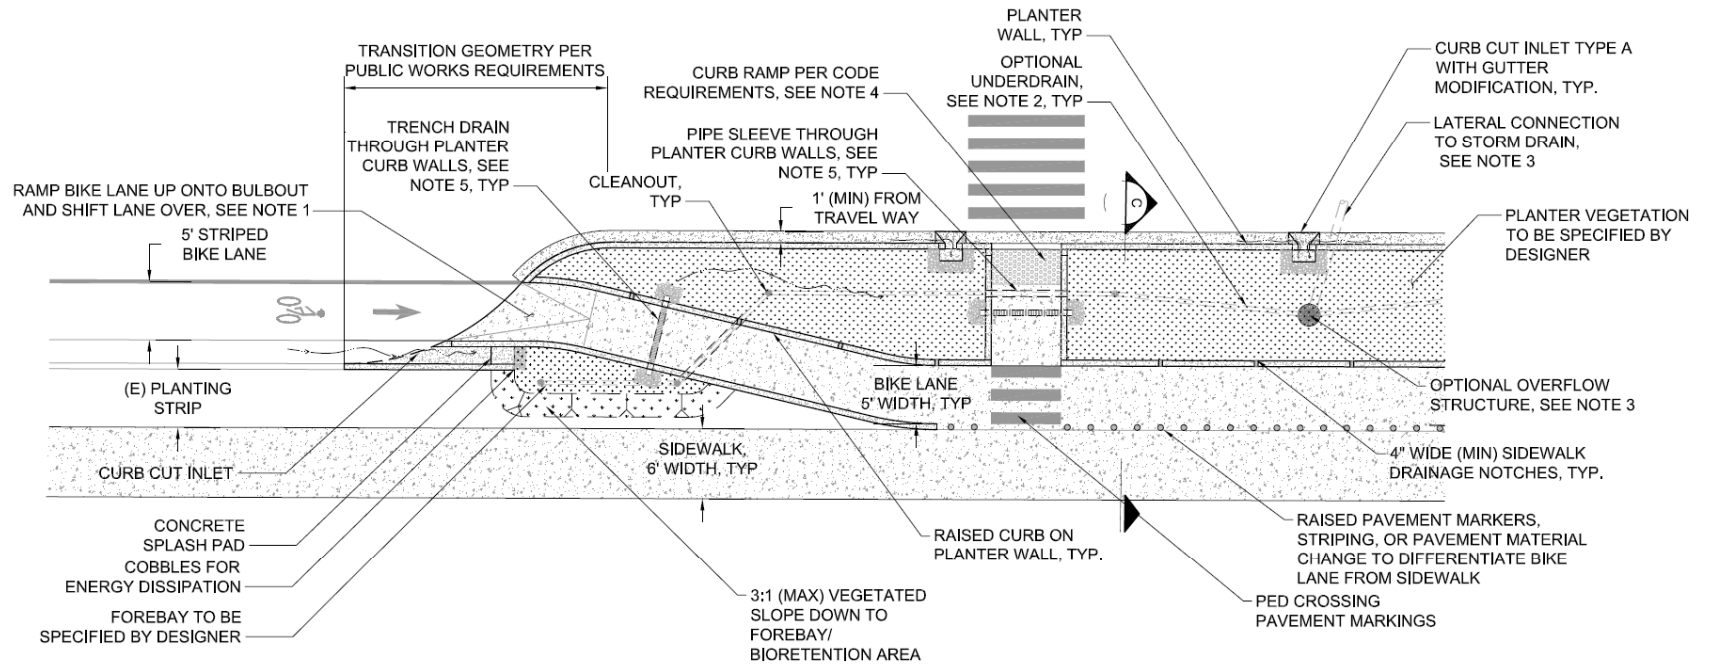 PLANTER
WALL, TYP
TRANSITION GEOMETRY PER
PUBLIC WORKS REQUIREMENTS
CURB RAMP PER CODE
REQUIREMENTS, SEE NOTE 4
OPTIONAL
UNDERDRAIN,
SEE NOTE 2, TYP
CURB CUT INLET TYPE A
WITH GUTTER
MODIFICATION, TYP.
TRENCH DRAIN
THROUGH PLANTER
CURB WALLS, SEE
NOTE 5, TYP
PIPE SLEEVE THROUGH
PLANTER CURB WALLS, SEE
NOTE 5, TYP
LATERAL CONNECTION
TO STORM DRAIN,
SEE NOTE 3
CLEANOUT,
TYP
RAMP BIKE LANE UP ONTO BULBOUT
AND SHIFT LANE OVER, SEE NOTE 1
1' (MIN) FROM
TRAVEL WAY
C
PLANTER VEGETATION
TO BE SPECIFIED BY
DESIGNER
5' STRIPED
BIKE LANE
(E) PLANTING
STRIP
BIKE LANE
5' WIDTH, TYP
OPTIONAL OVERFLOW
STRUCTURE, SEE NOTE 3
CURB CUT INLET
SIDEWALK,
6' WIDTH, TYP
4" WIDE (MIN) SIDEWALK
DRAINAGE NOTCHES, TYP.
CONCRETE
SPLASH PAD
COBBLES FOR
ENERGY DISSIPATION
RAISED CURB ON
PLANTER WALL, TYP.
RAISED PAVEMENT MARKERS,
STRIPING, OR PAVEMENT MATERIAL
CHANGE TO DIFFERENTIATE BIKE
LANE FROM SIDEWALK
FOREBAY TO BE
SPECIFIED BY DESIGNER
3:1 (MAX) VEGETATED
SLOPE DOWN TO
FOREBAY/
BIORETENTION AREA
PED CROSSING
PAVEMENT MARKINGS